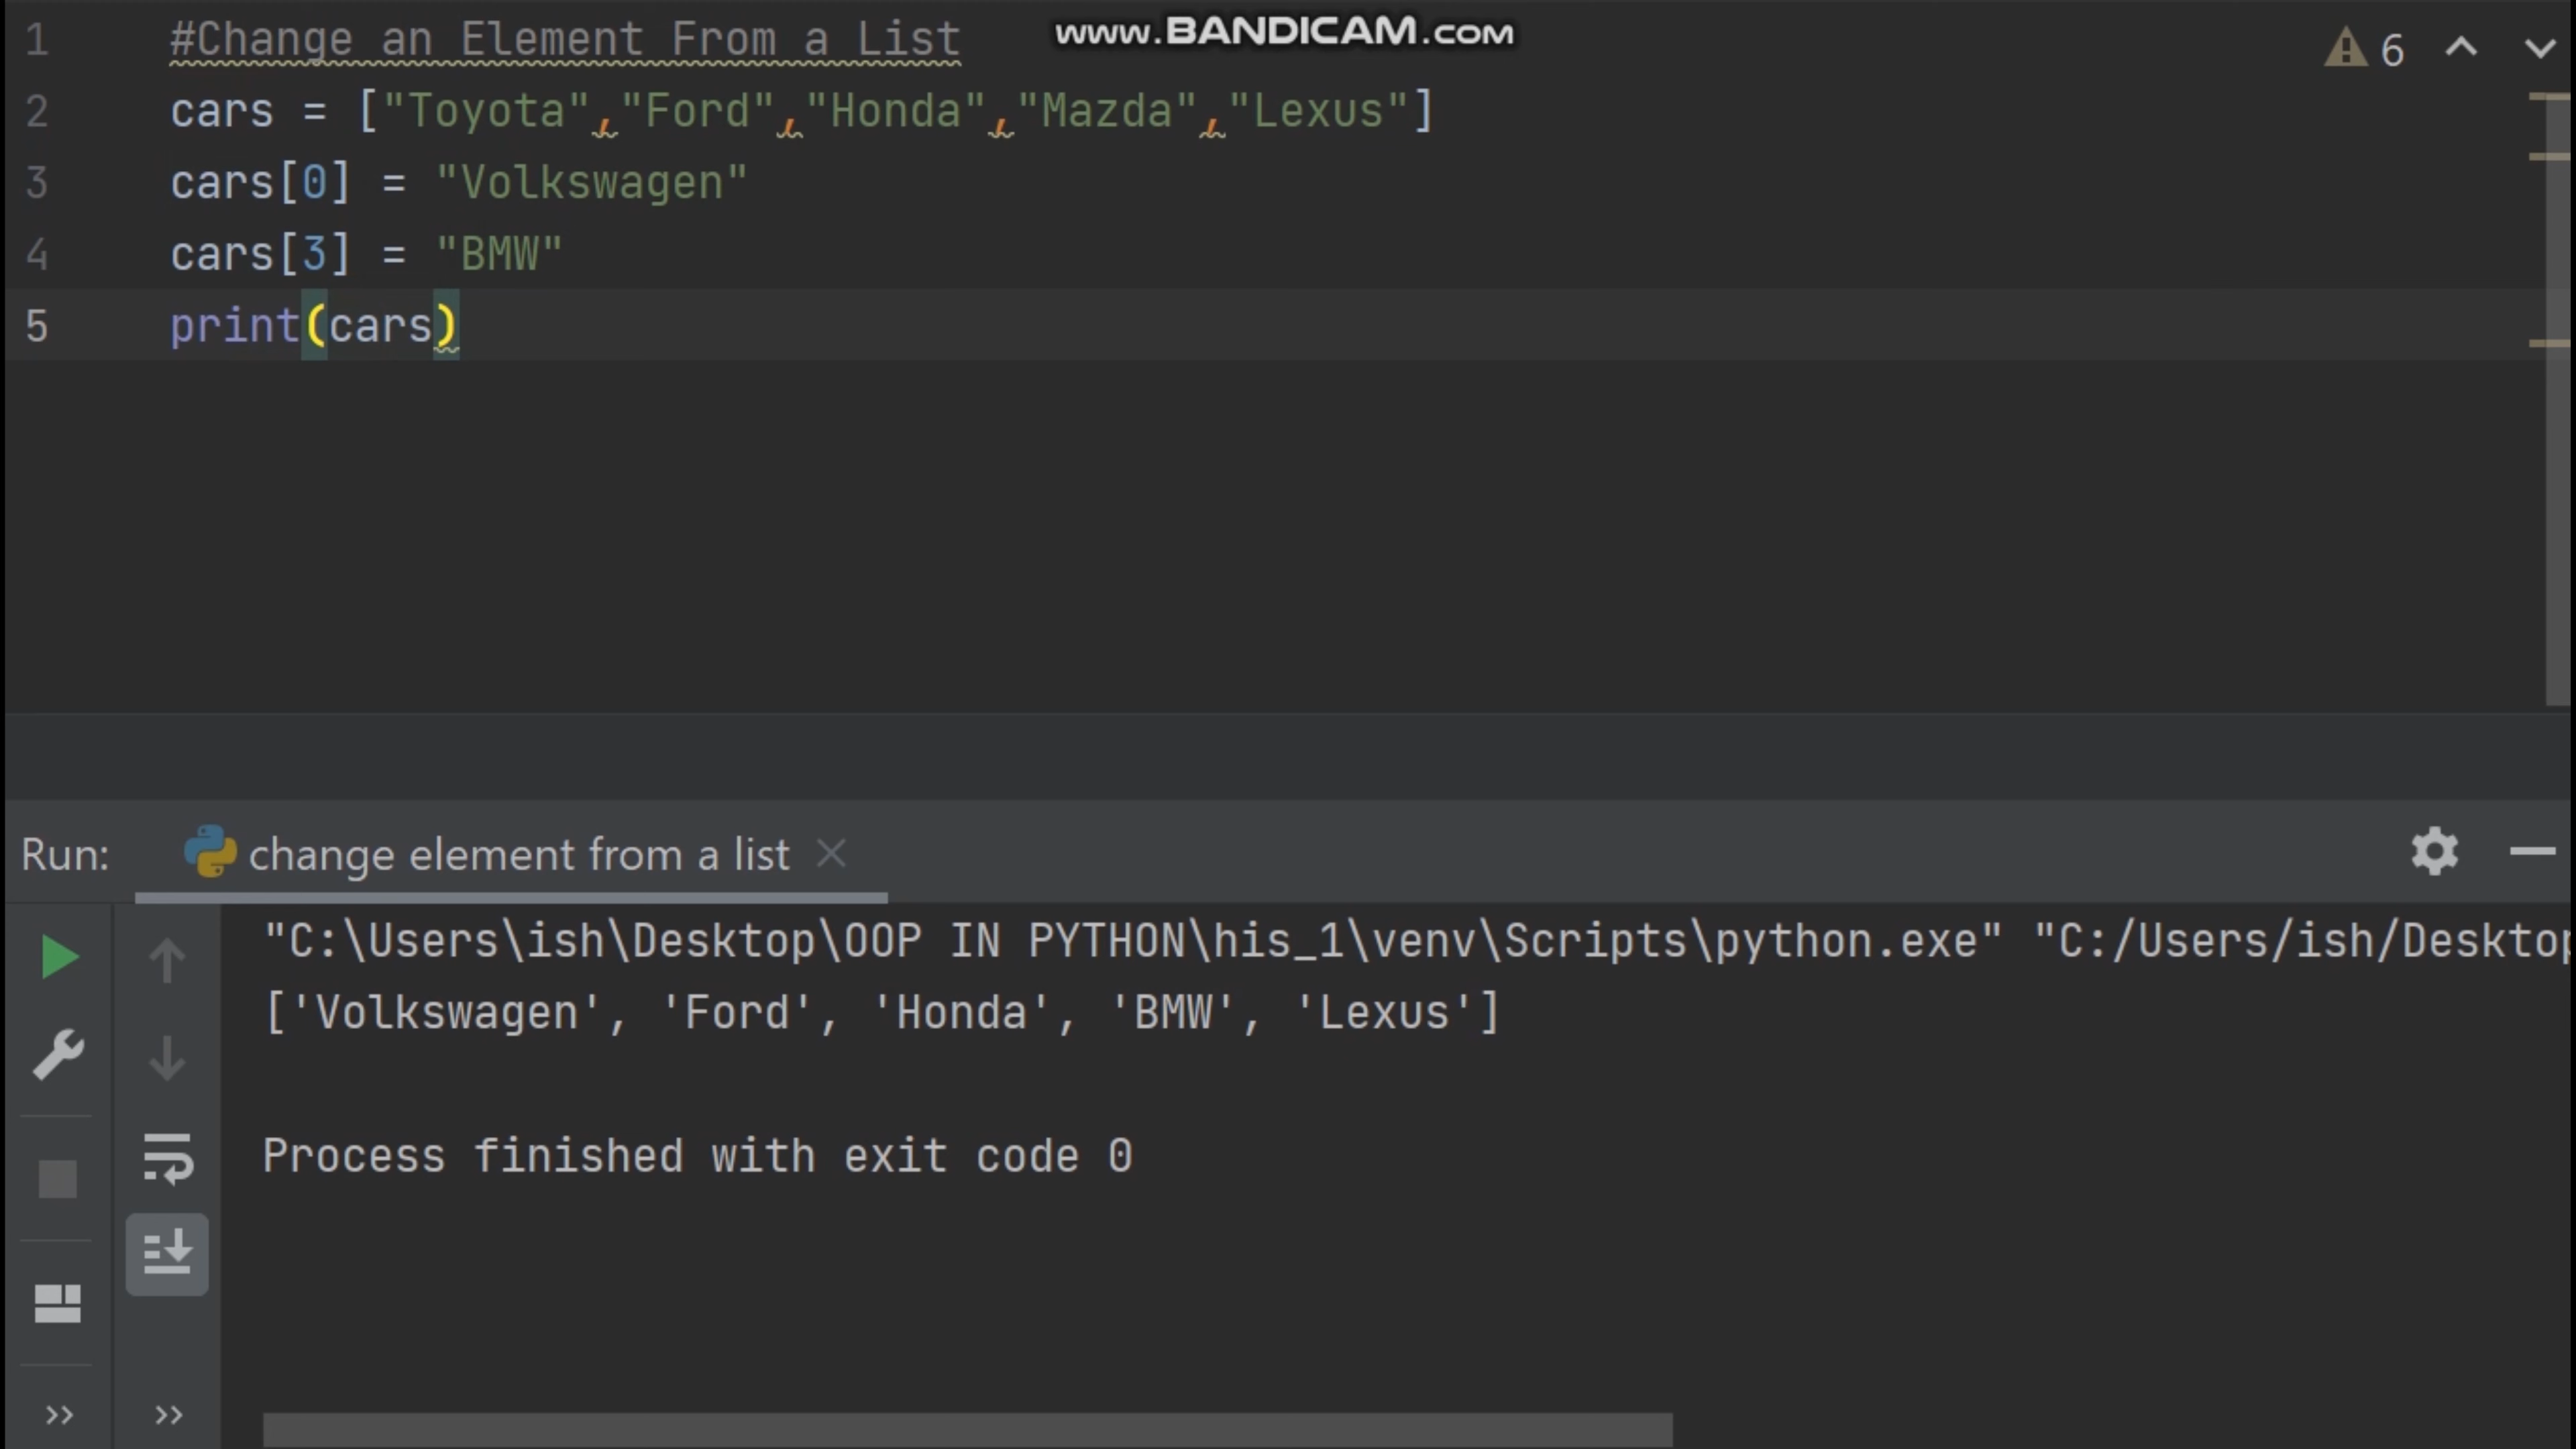 www.BANDICAM.com
6
1 #Change an Element From a List
2 cars = ["Toyota","Ford","Honda","Mazda","Lexus"]
3 cars[0] = "Volkswagen"
4 cars[3] = "BMW"
5 print(cars)
Run: change element from a list
"C:\Users\ish\Desktop\OOP IN PYTHON\his_1\venv\Scripts\python.exe" "C:/Users/ish/Desktop
['Volkswagen', 'Ford', 'Honda', 'BMW', 'Lexus']
Process finished with exit code 0